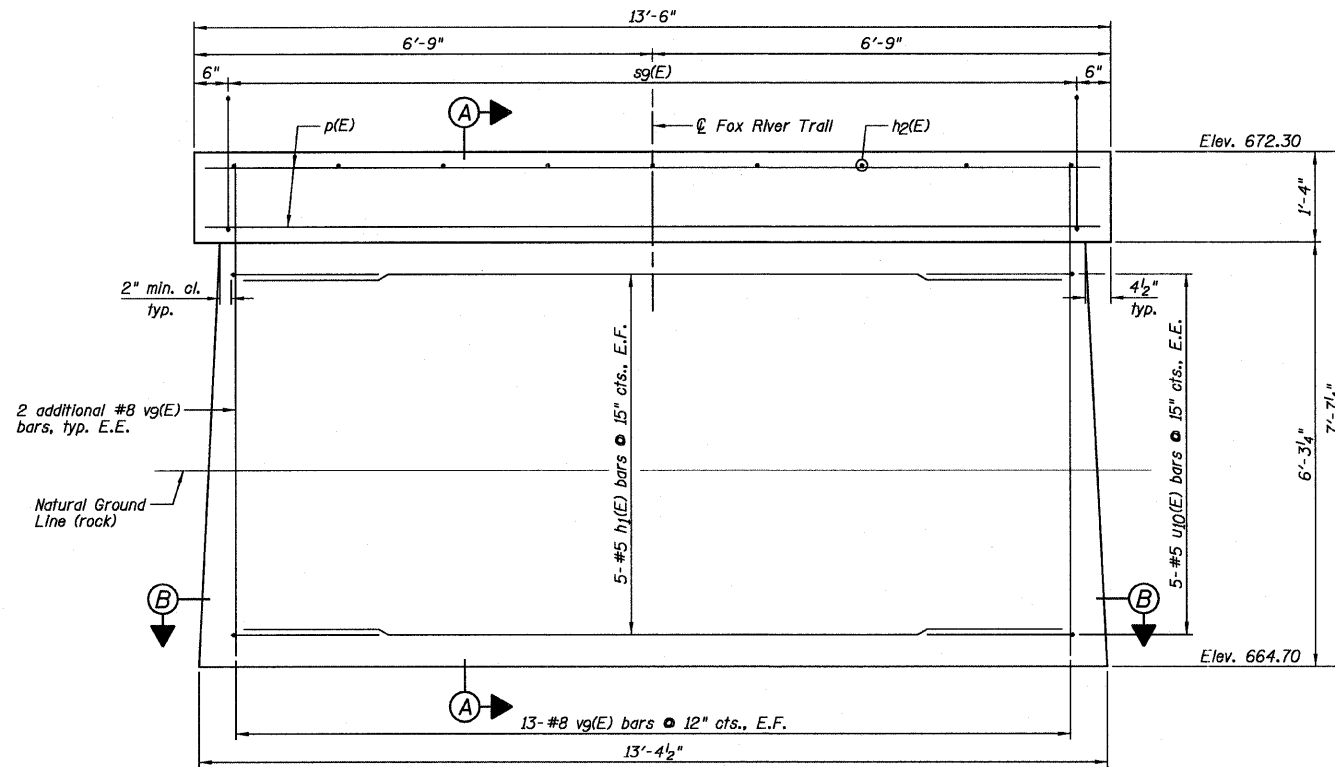 13'-6"
6'-9" 6'-9"
6" s9(E) 6"
A
p(E) ℄ Fox River Trail h2(E)
Elev. 672.30
1'-4"
2" min. cl.
typ.
4½"
typ.
5-#5 h1(E) bars @ 15" cts., E.F.
5-#5 u10(E) bars @ 15" cts., E.E.
6'-3¼"
7'-7¼"
2 additional #8 v9(E)
bars, typ. E.E.
Natural Ground
Line (rock)
B B
Elev. 664.70
A
13-#8 v9(E) bars @ 12" cts., E.F.
13'-4½"